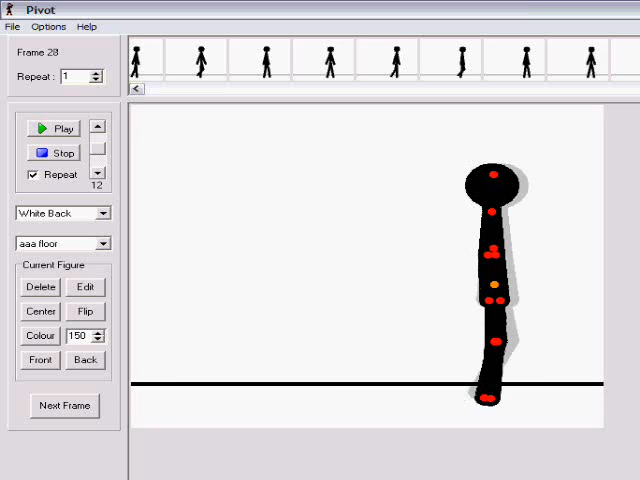 Pivot
File Options Help
Frame 28
Repeat : 1
Play
Stop
Repeat
12
White Back
aaa floor
Current Figure
Delete Edit
Center Flip
Colour 150
Front Back
Next Frame